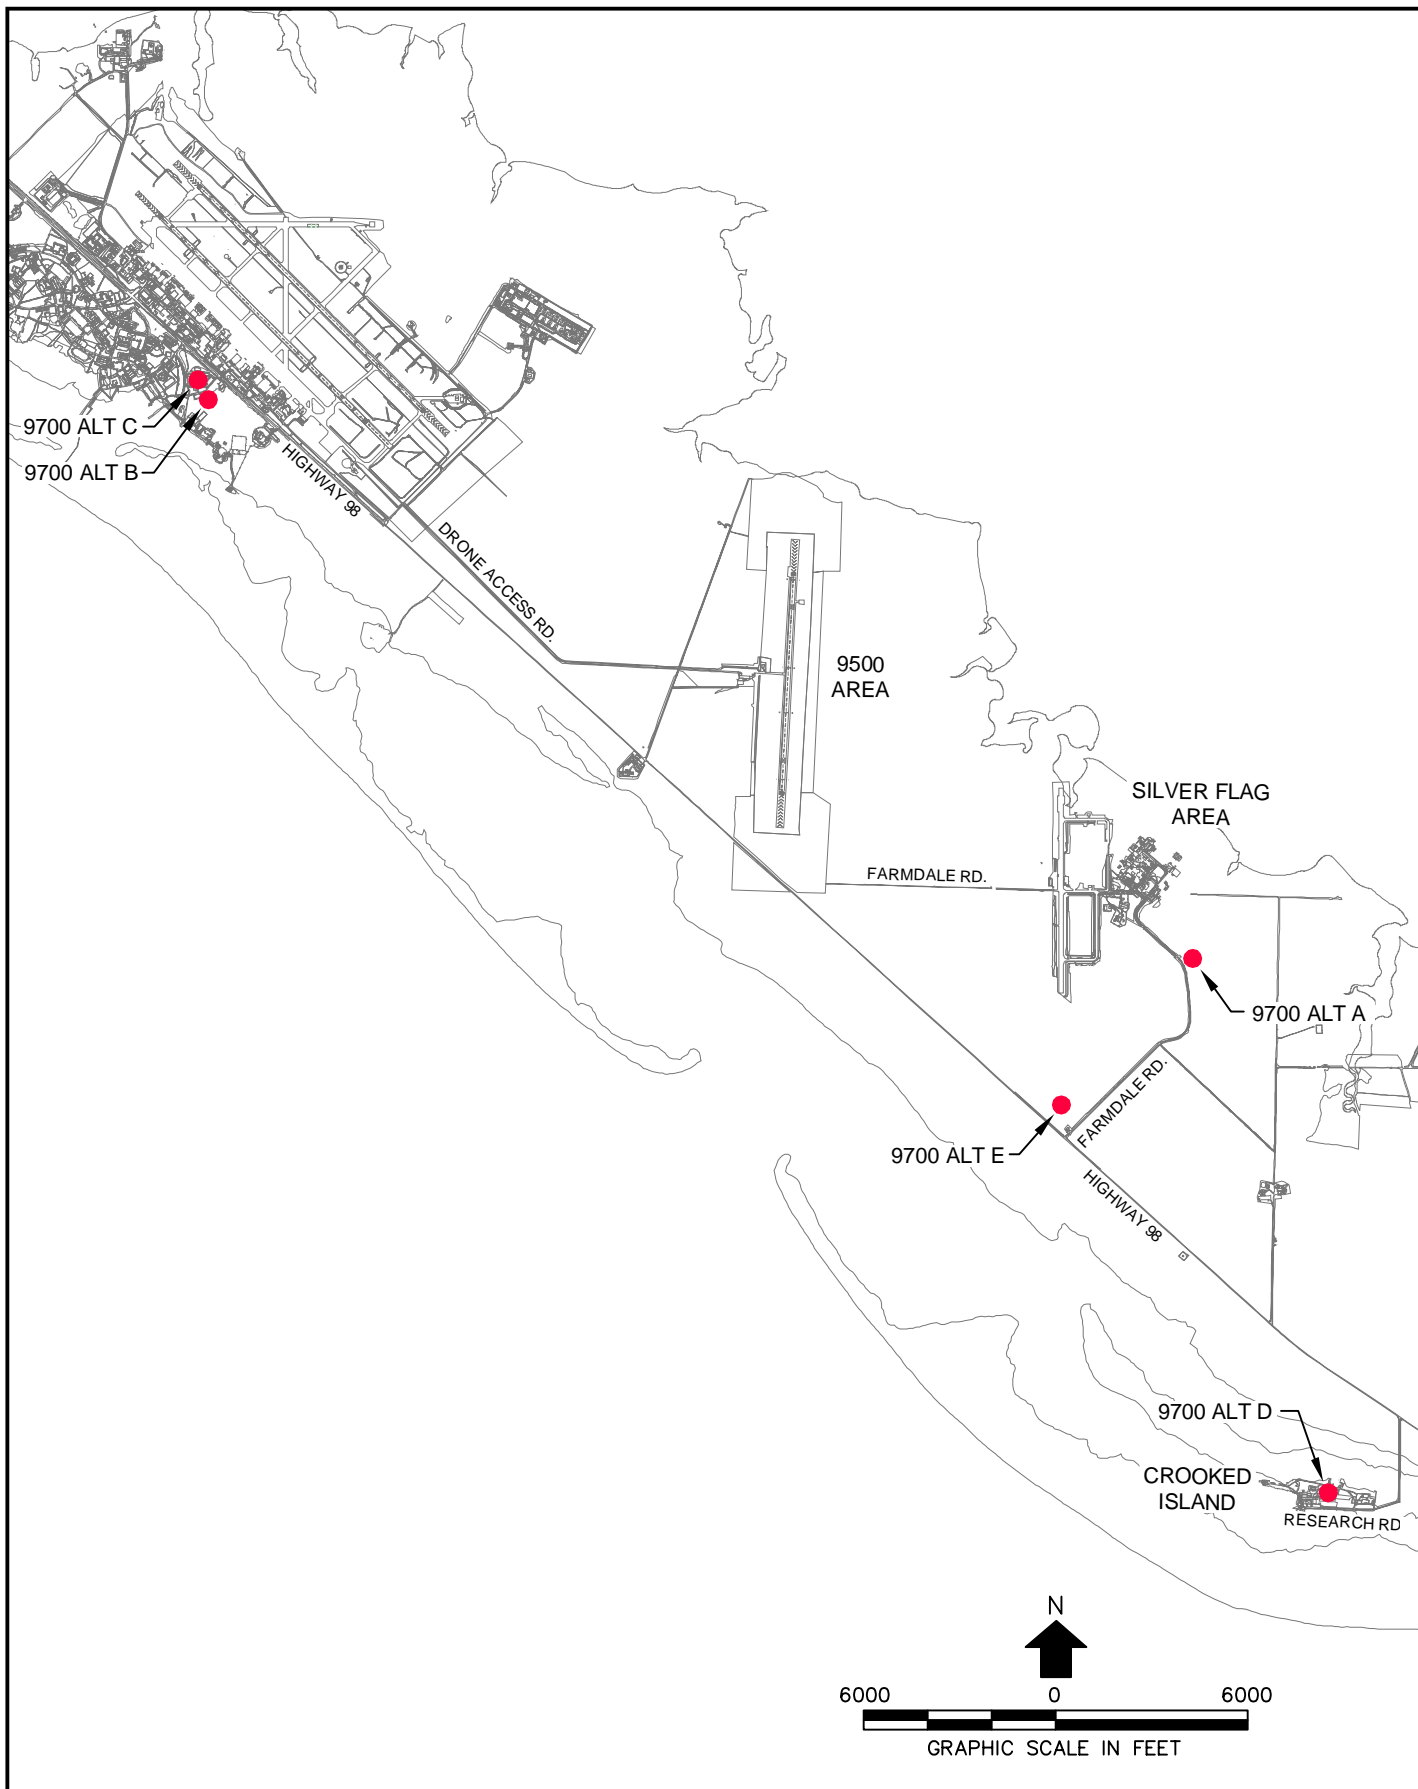 9700 ALT C
9700 ALT B
HIGHWAY 98
DRONE ACCESS RD.
9500
AREA
SILVER FLAG
AREA
FARMDALE RD.
9700 ALT A
FARMDALE RD.
9700 ALT E
HIGHWAY 98
9700 ALT D
CROOKED
ISLAND
RESEARCH RD
N
6000 0 6000
GRAPHIC SCALE IN FEET